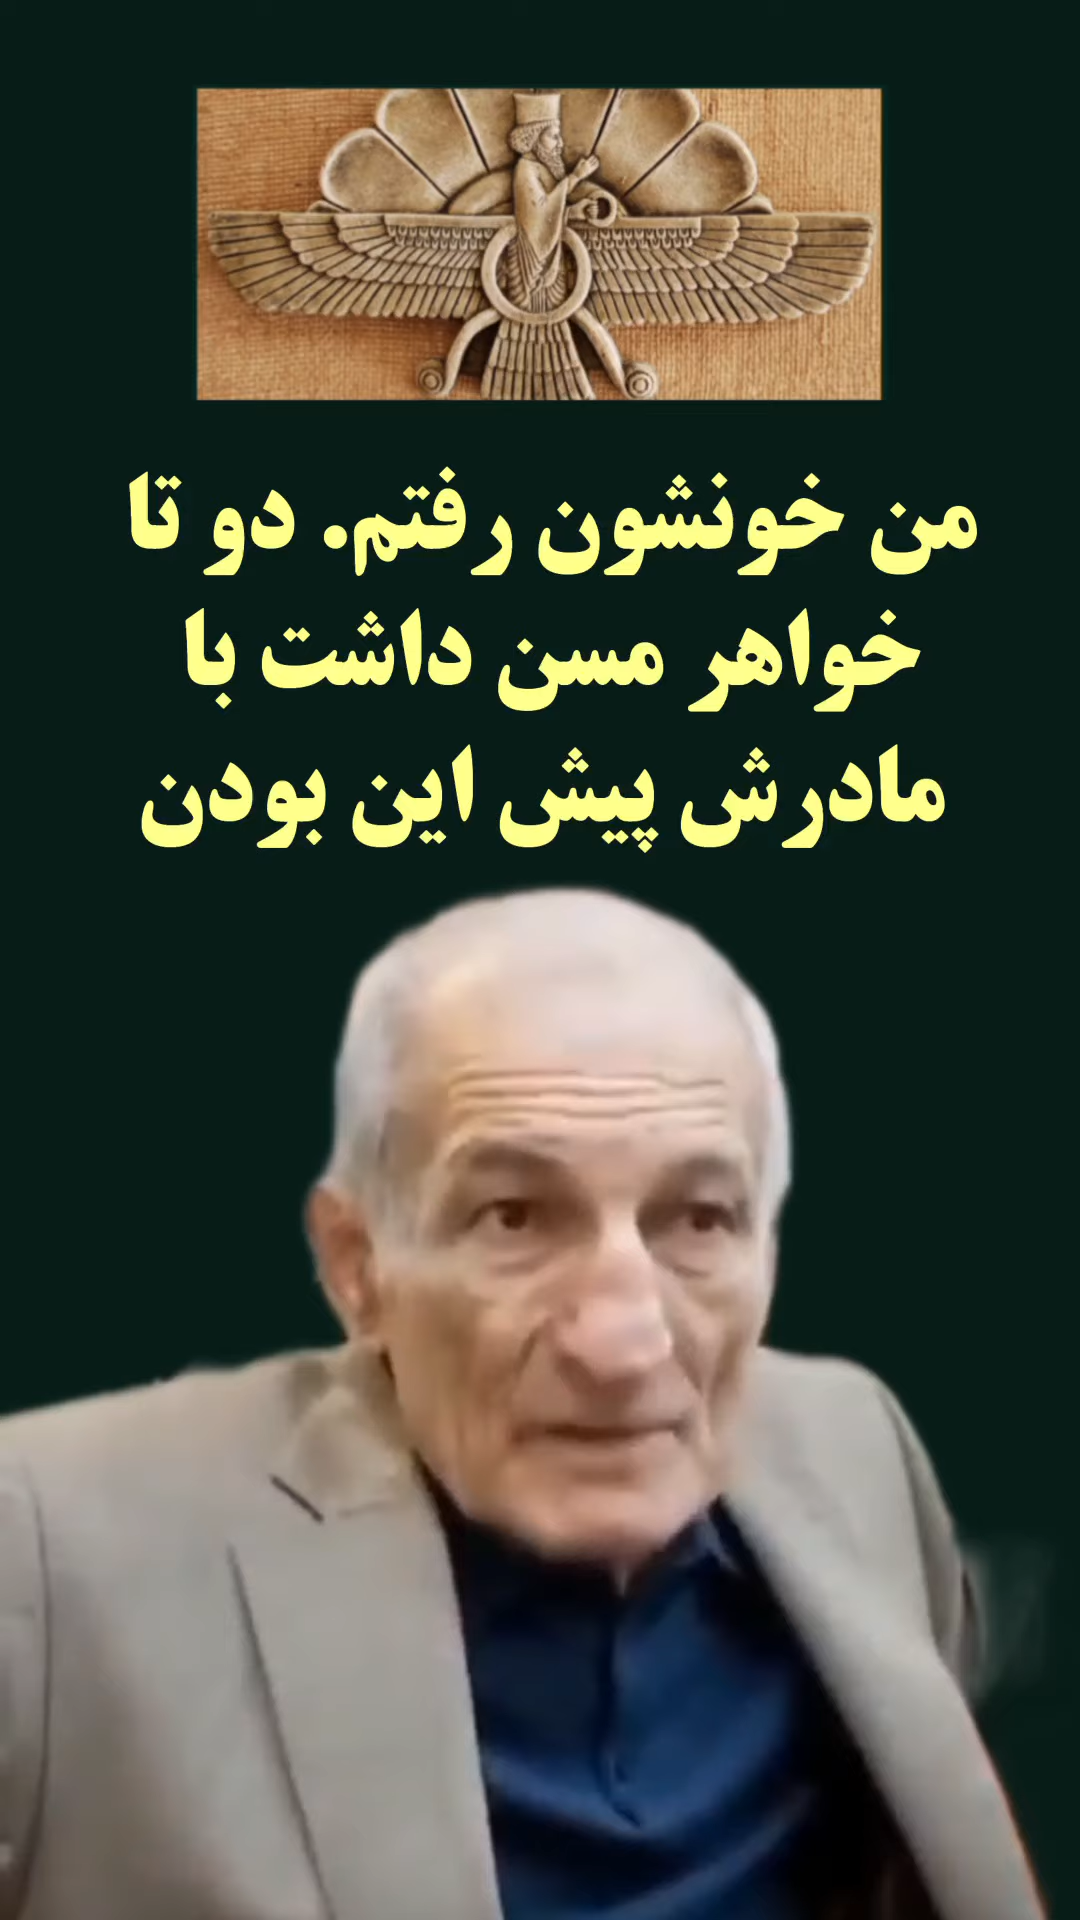 من خونشون رفتم. دو تا
خواهر مسن داشت با
مادرش پیش این بودن